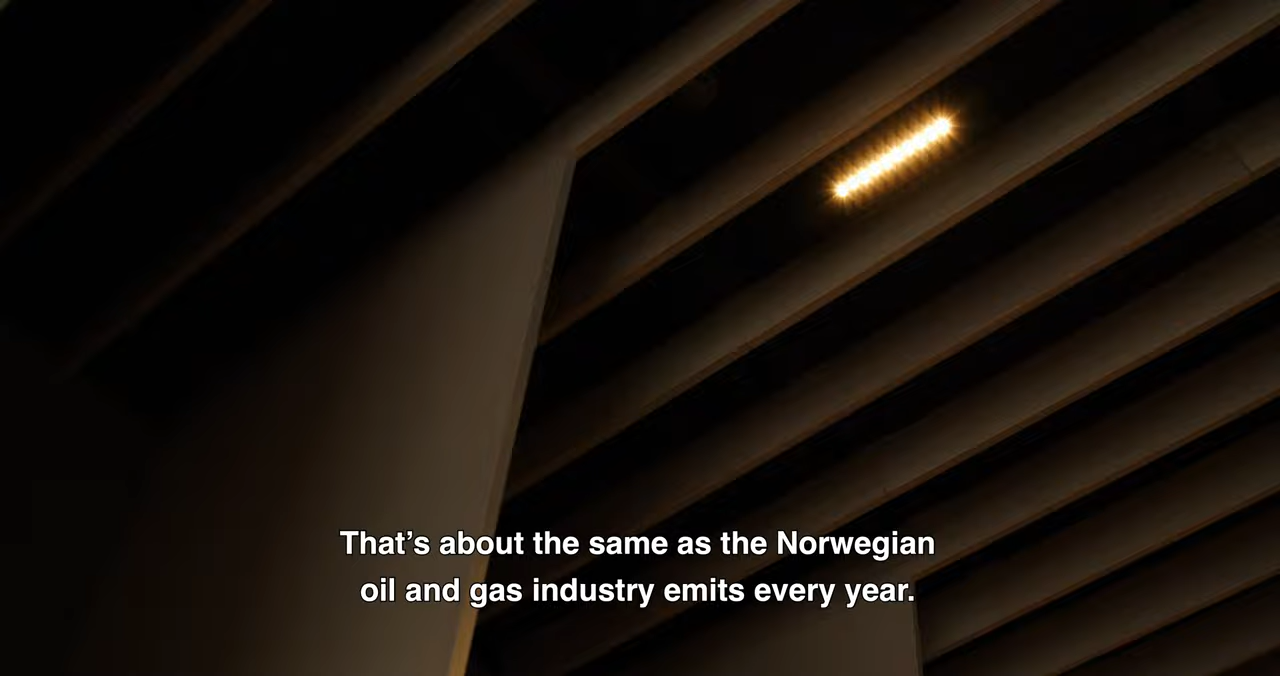 That’s about the same as the Norwegian
oil and gas industry emits every year.